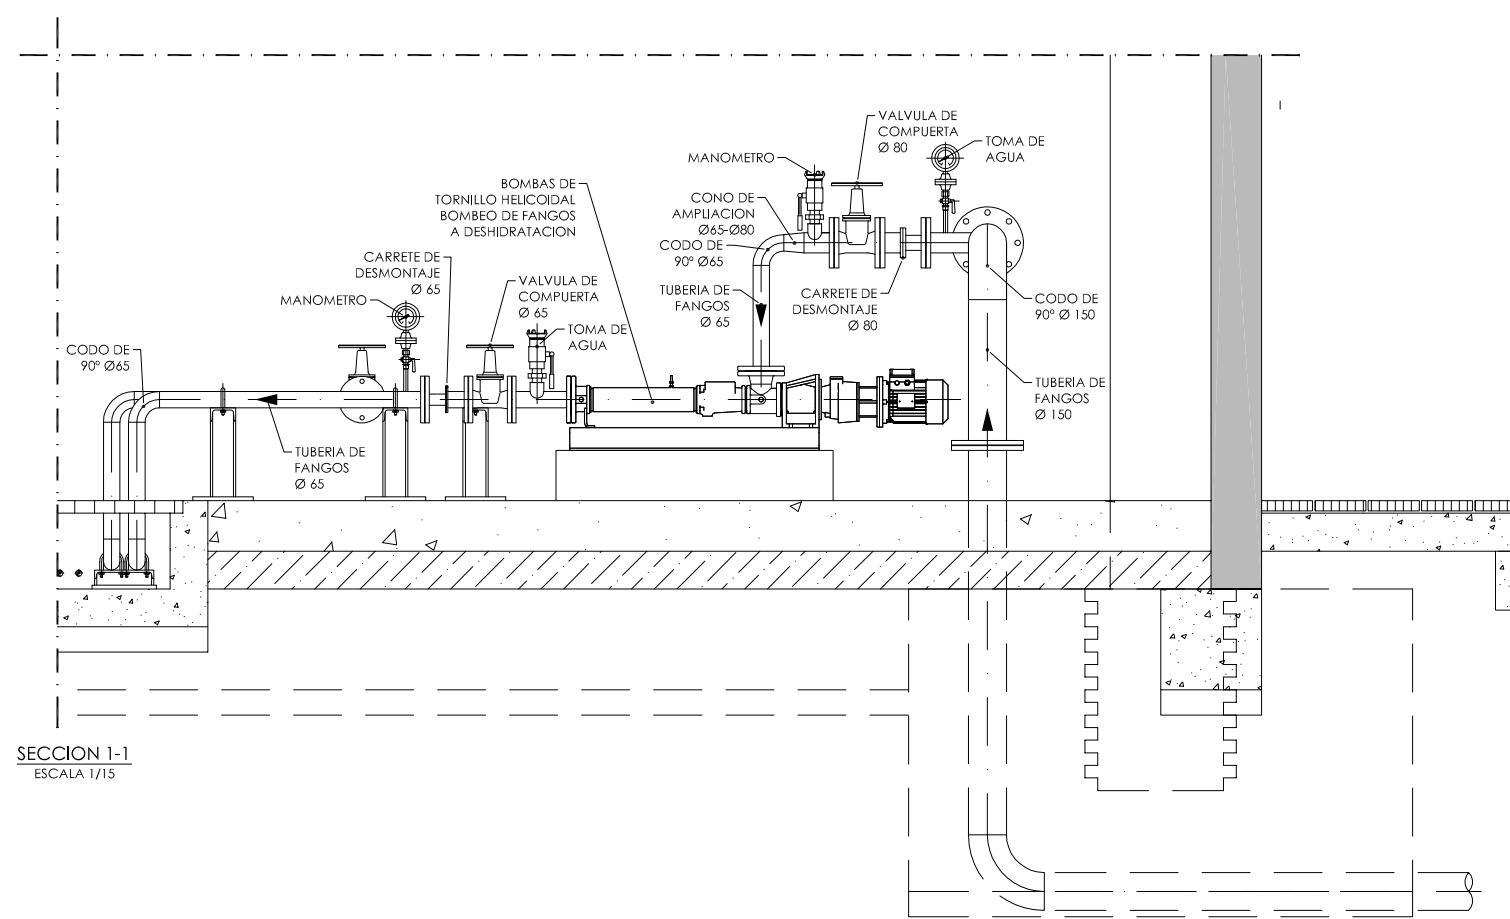 VALVULA DE
COMPUERTA
Ø 80
TOMA DE
AGUA
MANOMETRO
BOMBAS DE
TORNILLO HELICOIDAL
BOMBEO DE FANGOS
A DESHIDRATACION
CONO DE
AMPLIACION
Ø65-Ø80
CODO DE
90º Ø65
CARRETE DE
DESMONTAJE
Ø 65
VALVULA DE
COMPUERTA
Ø 65
TUBERIA DE
FANGOS
Ø 65
CARRETE DE
DESMONTAJE
Ø 80
CODO DE
90º Ø 150
MANOMETRO
TOMA DE
AGUA
CODO DE
90º Ø65
TUBERIA DE
FANGOS
Ø 150
TUBERIA DE
FANGOS
Ø 65
SECCION 1-1
ESCALA 1/15